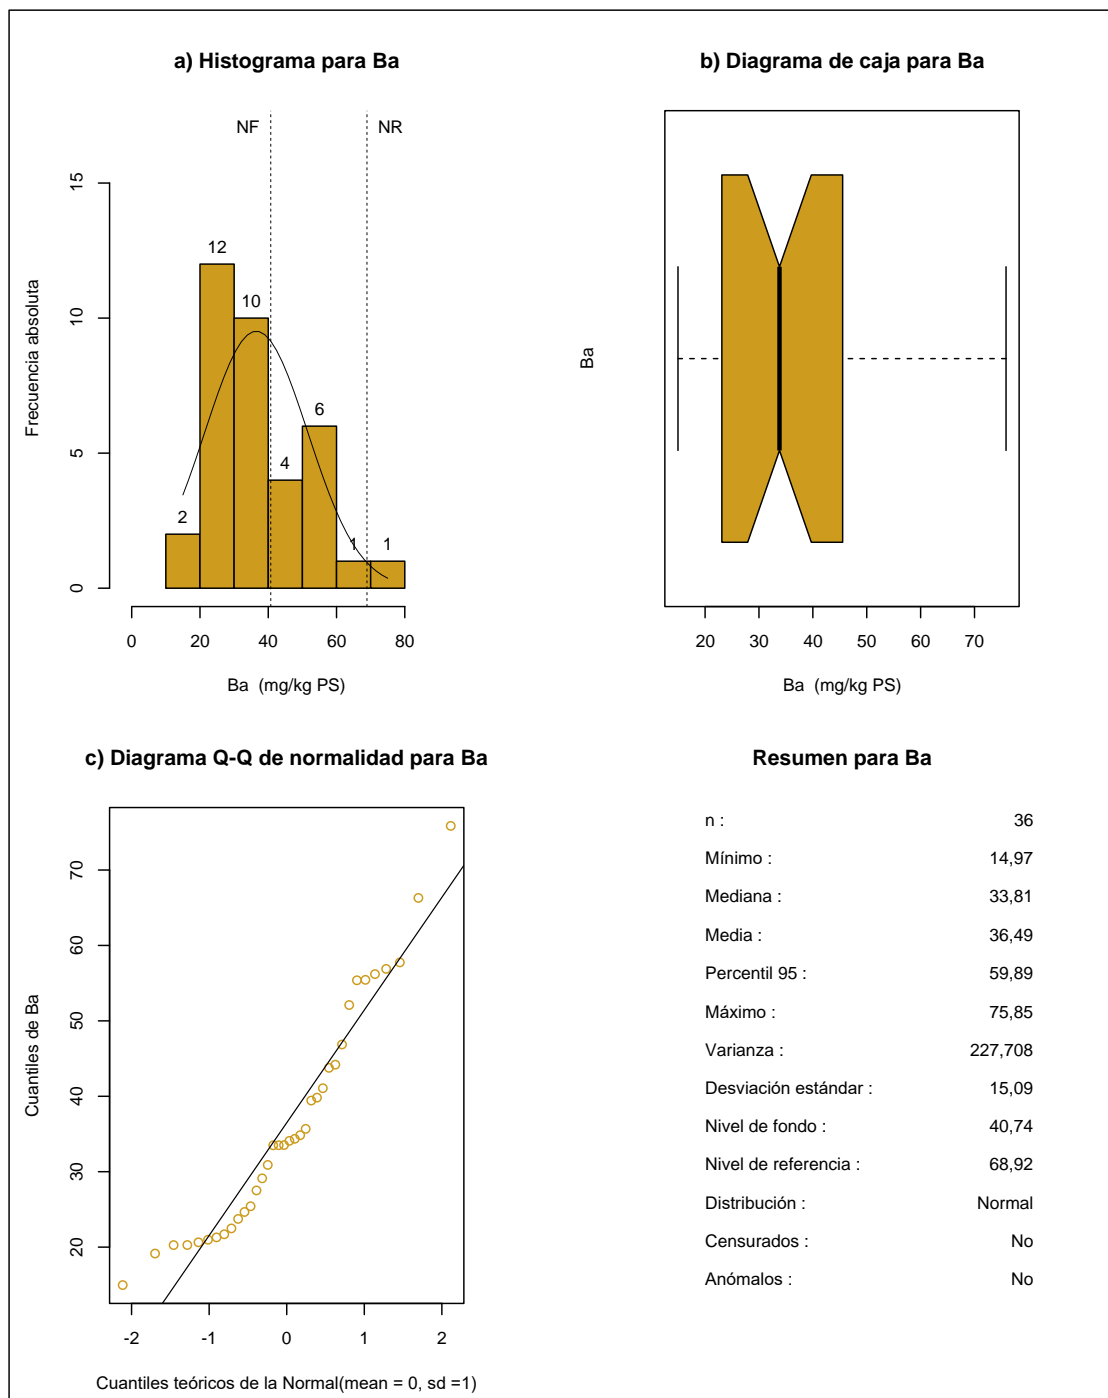 a) Histograma para Ba
NF
NR
Frecuencia absoluta
15
10
5
0
2
12
10
4
6
1
1
0 20 40 60 80
Ba (mg/kg PS)
b) Diagrama de caja para Ba
Ba
20 30 40 50 60 70
Ba (mg/kg PS)
c) Diagrama Q-Q de normalidad para Ba
Cuantiles de Ba
70
60
50
40
30
20
-2 -1 0 1 2
Cuantiles teóricos de la Normal(mean = 0, sd =1)
Resumen para Ba
n : 36
Mínimo : 14,97
Mediana : 33,81
Media : 36,49
Percentil 95 : 59,89
Máximo : 75,85
Varianza : 227,708
Desviación estándar : 15,09
Nivel de fondo : 40,74
Nivel de referencia : 68,92
Distribución : Normal
Censurados : No
Anómalos : No